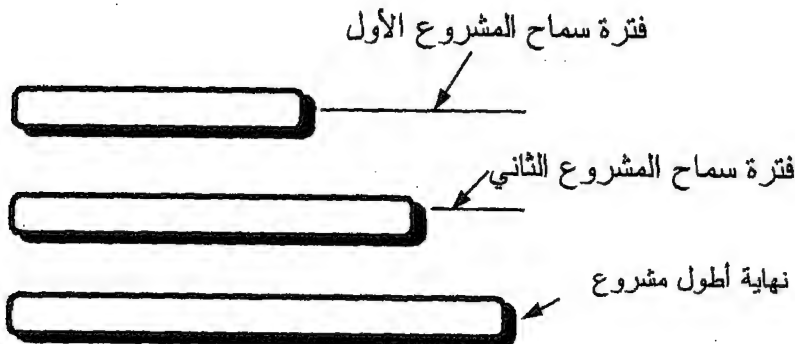 فترة سماح المشروع الأول
فترة سماح المشروع الثاني
نهاية أطول مشروع